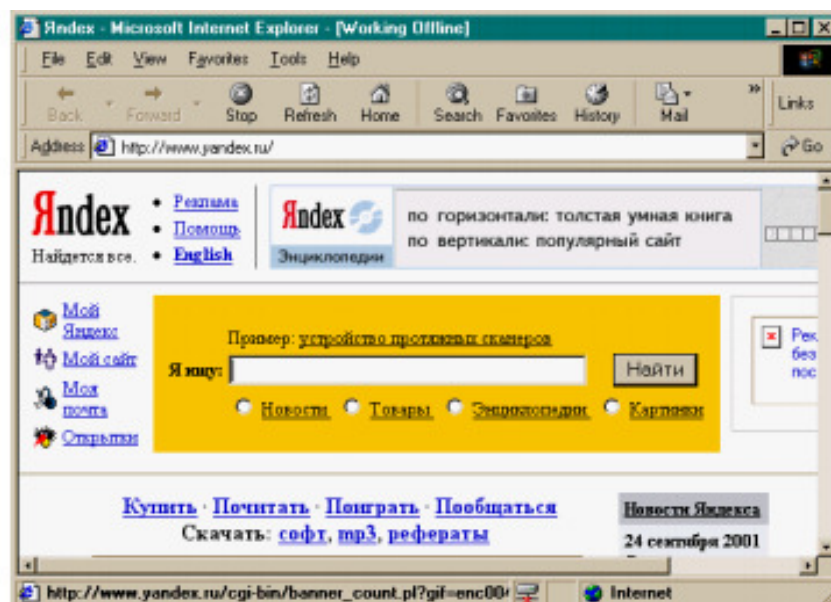 Яndex - Microsoft Internet Explorer - [Working Offline]
File Edit View Favorites Tools Help
Back Forward Stop Refresh Home Search Favorites History Mail » Links
Address http://www.yandex.ru/ Go
Яndex
Найдется все.
• Реклама
• Помощь
• English
Яndex
Энциклопедии
по горизонтали: толстая умная книга
по вертикали: популярный сайт
Мой Яндекс
Мой сайт
Моя почта
Открытки
Пример: устройство протяжных сканеров
Я ищу: Найти
Новости Товары Энциклопедии Картинки
Рек
без
пос
Купить · Почитать · Поиграть · Пообщаться
Скачать: софт, mp3, рефераты
Новости Яндекса
24 сентября 2001
http://www.yandex.ru/cgi-bin/banner_count.pl?gif=enc00 Internet